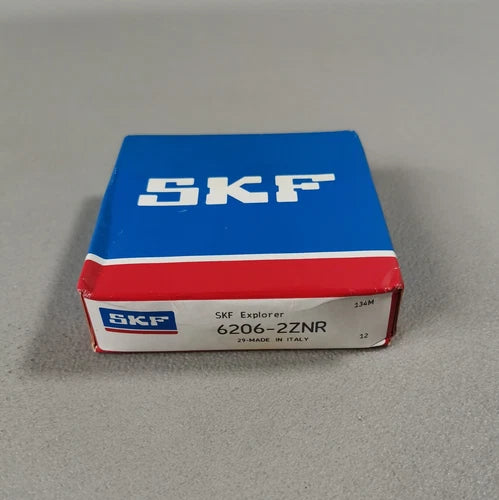 SKF
SKF
SKF Explorer
134M
6206-2ZNR
29-MADE IN ITALY
12